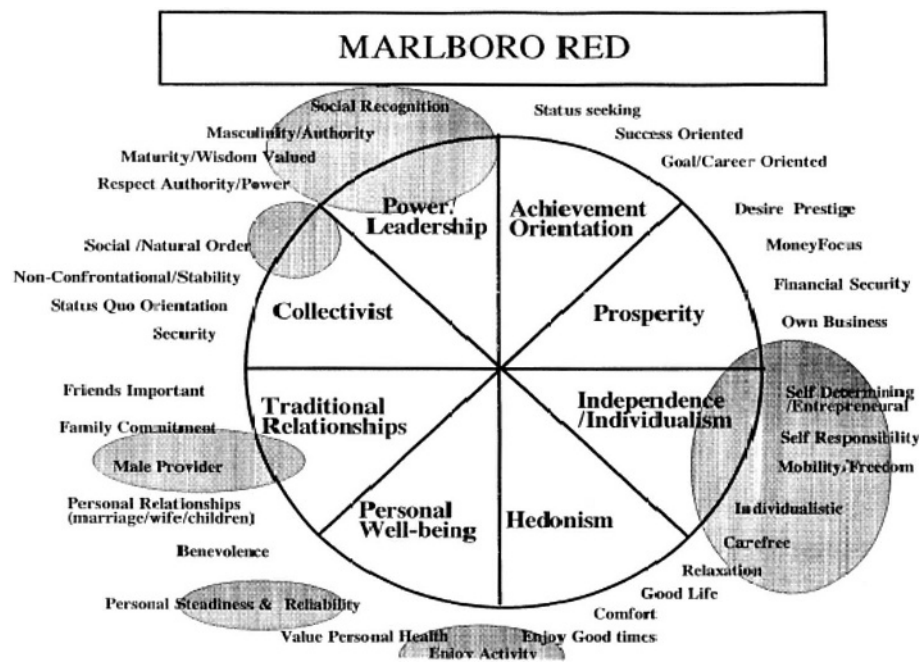 MARLBORO RED
Social Recognition
Masculinity/Authority
Maturity/Wisdom Valued
Respect Authority/Power
Status seeking
Success Oriented
Goal/Career Oriented
Power/
Leadership
Achievement
Orientation
Desire Prestige
MoneyFocus
Financial Security
Own Business
Social /Natural Order
Non-Confrontational/Stability
Status Quo Orientation
Security
Collectivist
Prosperity
Friends Important
Family Commitment
Male Provider
Personal Relationships
(marriage/wife/children)
Benevolence
Traditional
Relationships
Independence
/Individualism
Self Determining
/Entrepreneural
Self Responsibility
Mobility/Freedom
Individualistic
Carefree
Relaxation
Good Life
Comfort
Personal
Well-being
Hedonism
Personal Steadiness & Reliability
Value Personal Health
Enjoy Good times
Enjoy Activity